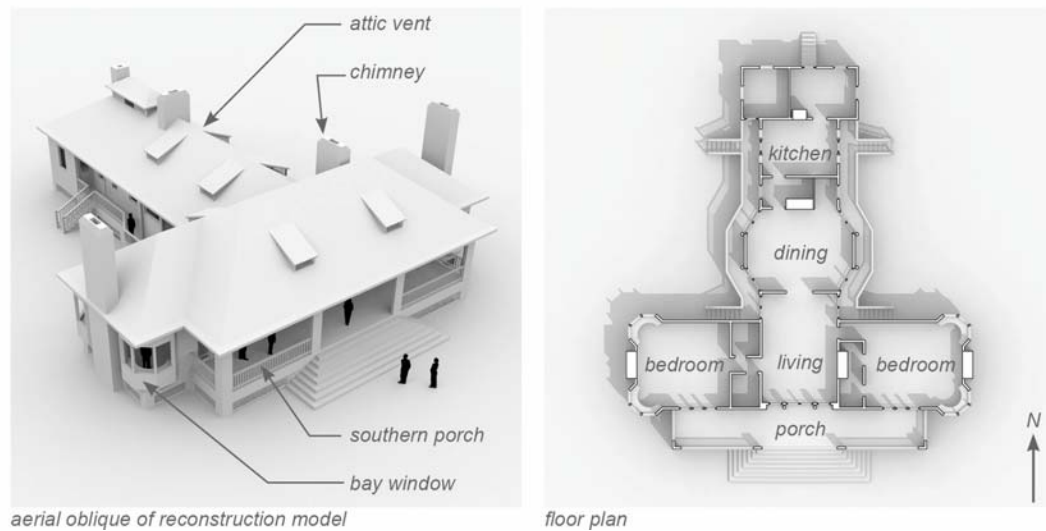 attic vent
chimney
southern porch
bay window
aerial oblique of reconstruction model
kitchen
dining
bedroom
living
bedroom
porch
N
floor plan